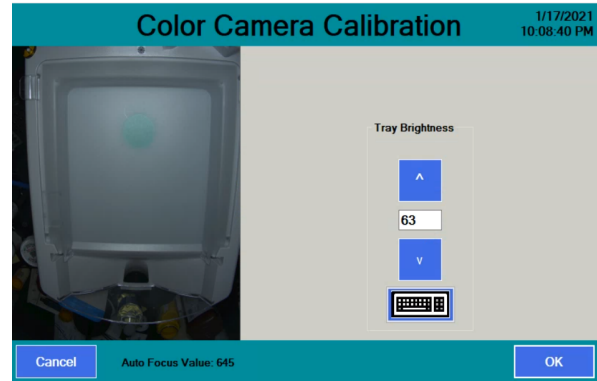 Color Camera Calibration
1/17/2021
10:08:40 PM
Tray Brightness
^
63
v
Cancel
Auto Focus Value: 645
OK